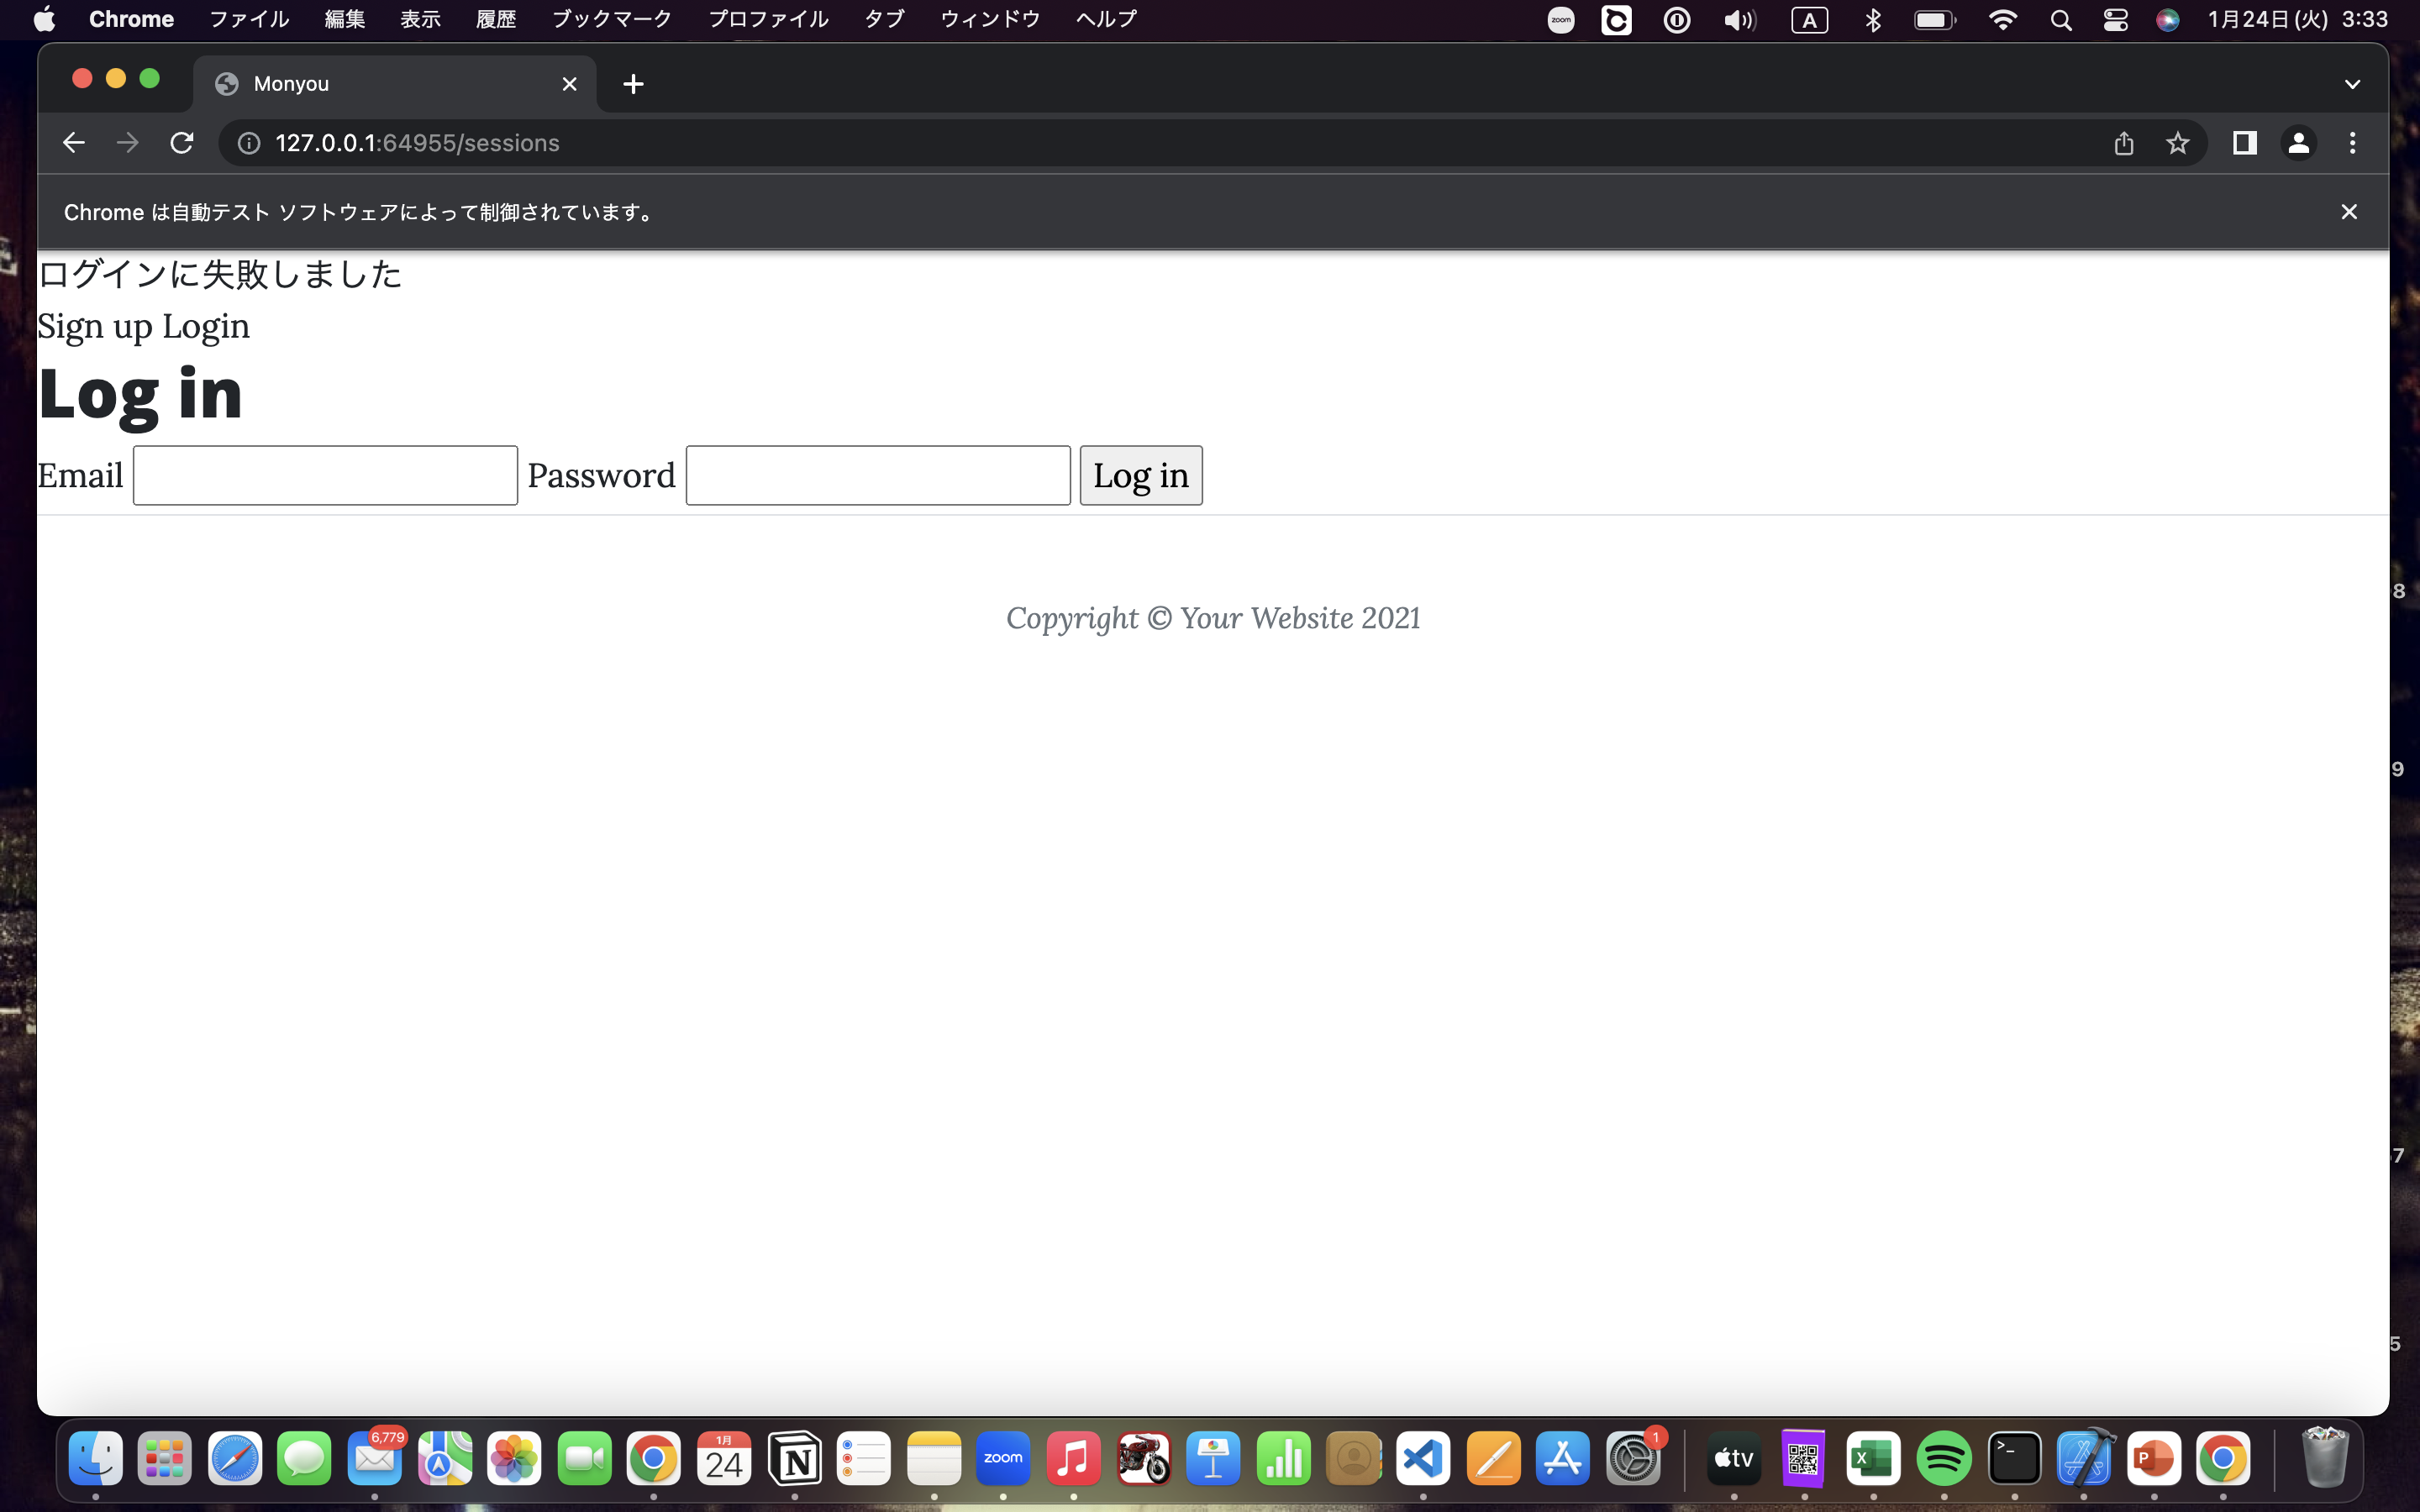 Chrome ファイル 編集 表示 履歴 ブックマーク プロファイル タブ ウィンドウ ヘルプ zoom A 1月24日(火) 3:33
Monyou
127.0.0.1:64955/sessions
Chrome は自動テスト ソフトウェアによって制御されています。
ログインに失敗しました
Sign up Login
Log in
Email Password Log in
8
Copyright © Your Website 2021
9
7
5
6,779 1月 24 zoom 1 tv X >_ P